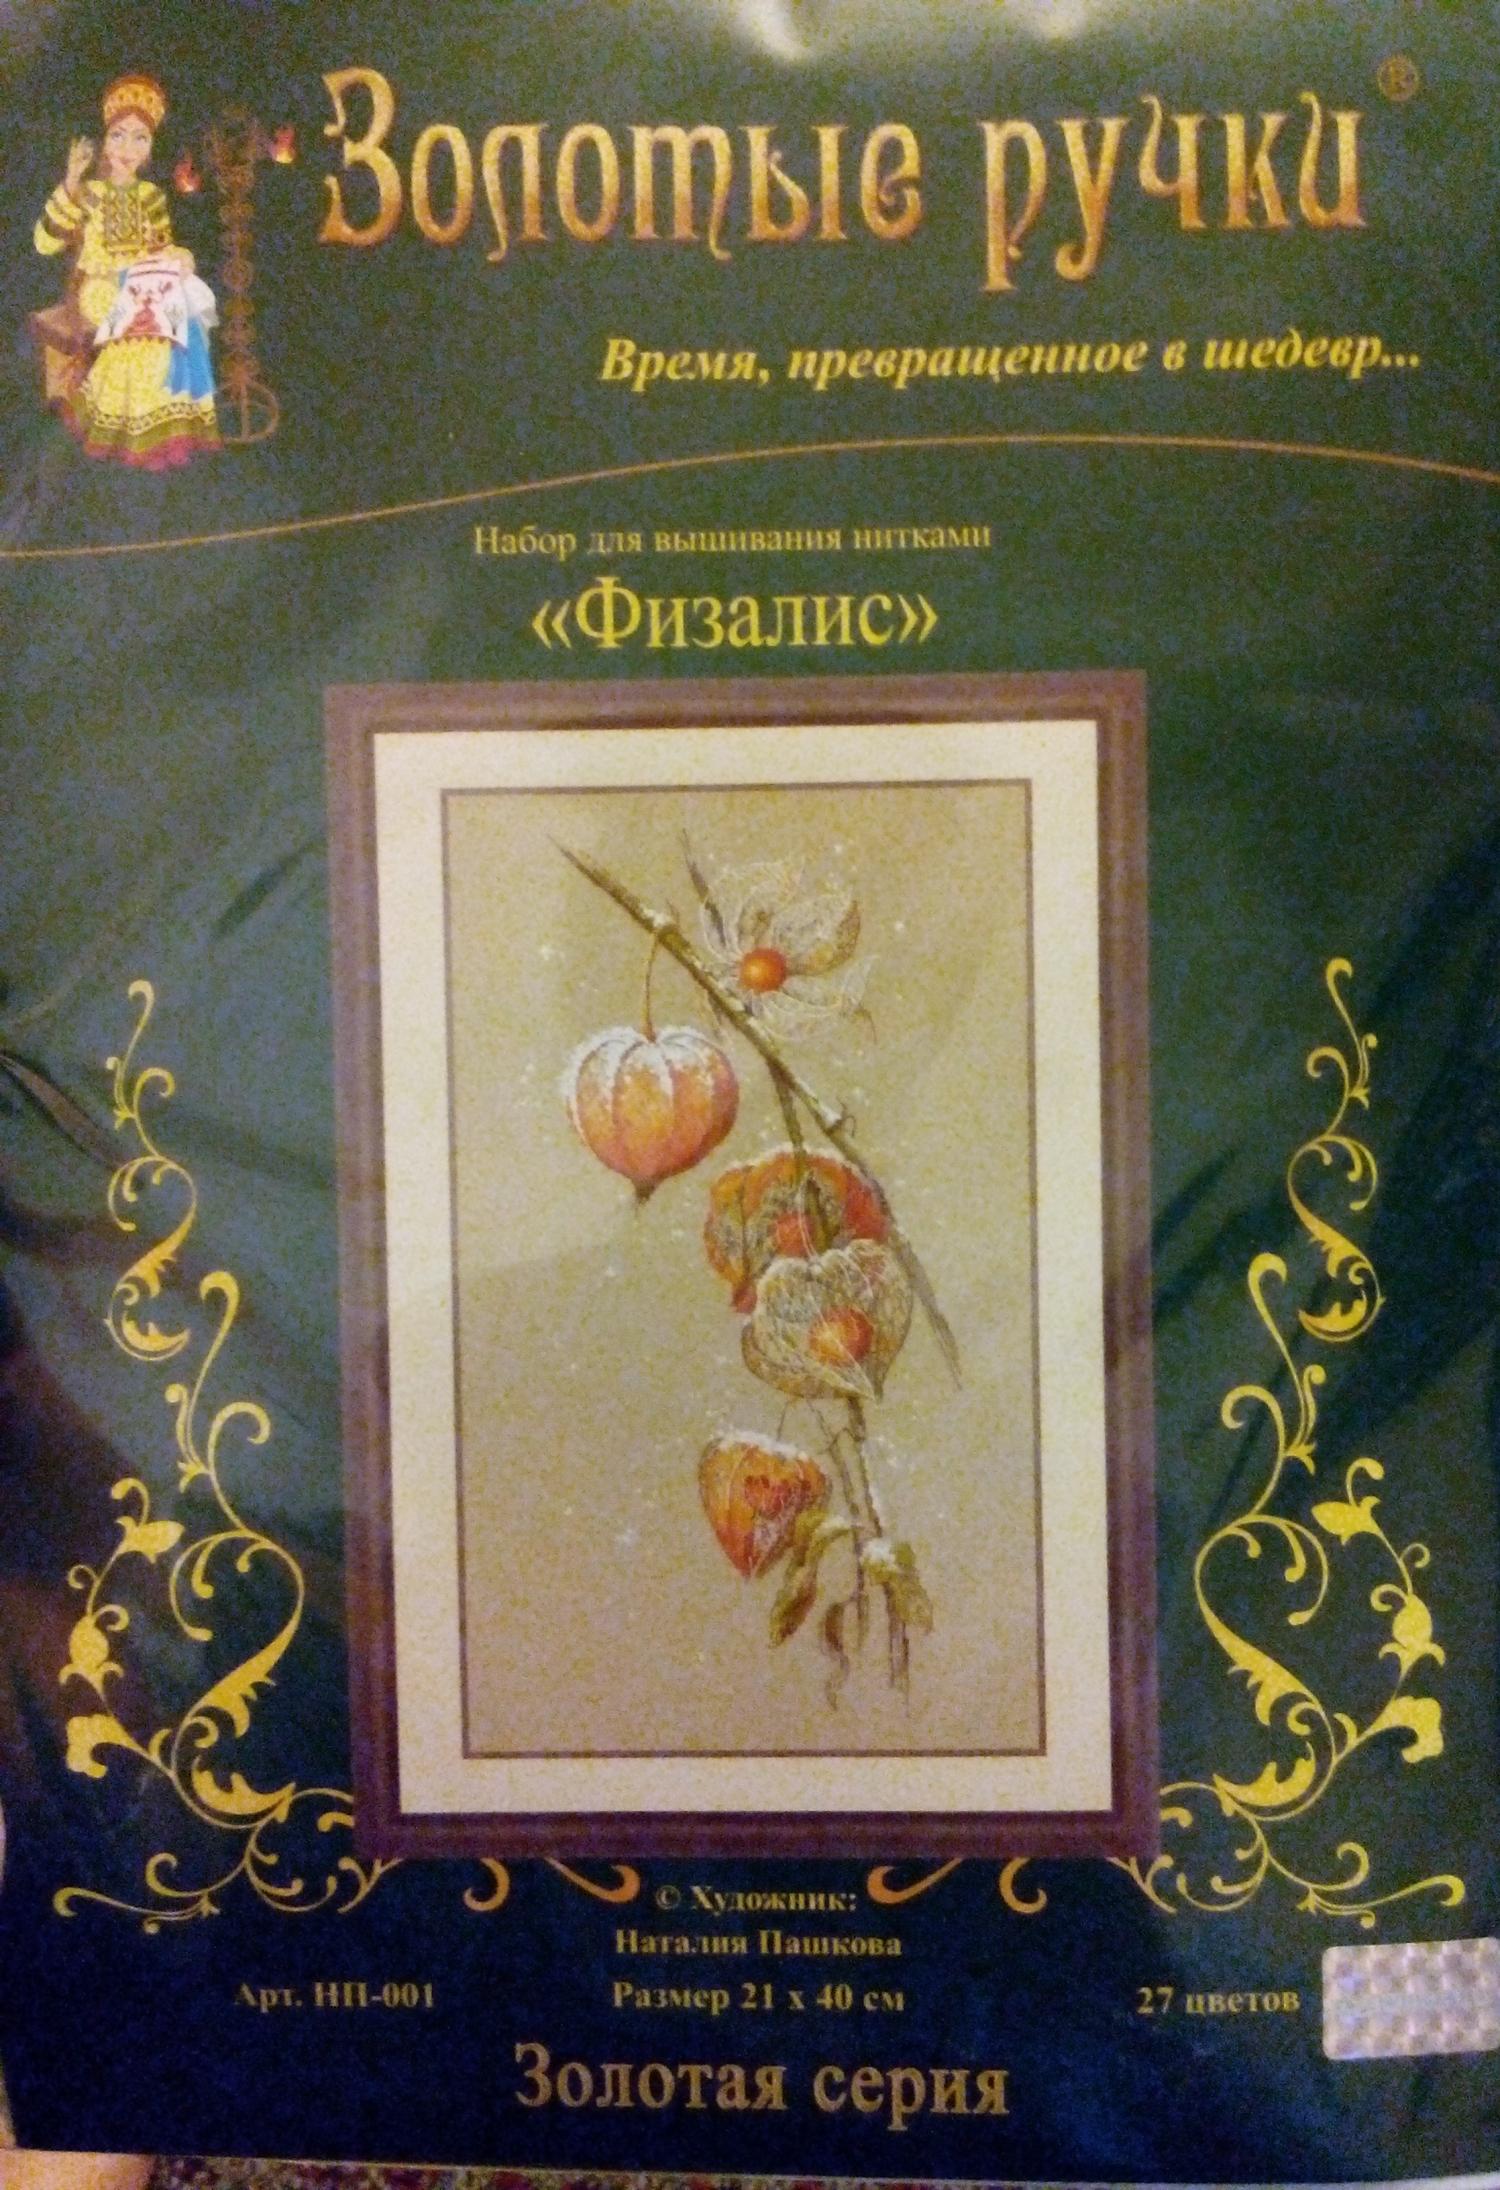 Золотые ручки ®
Время, превращенное в шедевр...
Набор для вышивания нитками
«Физалис»
© Художник:
Наталия Пашкова
Арт. НП-001 Размер 21 x 40 см 27 цветов
Золотая серия